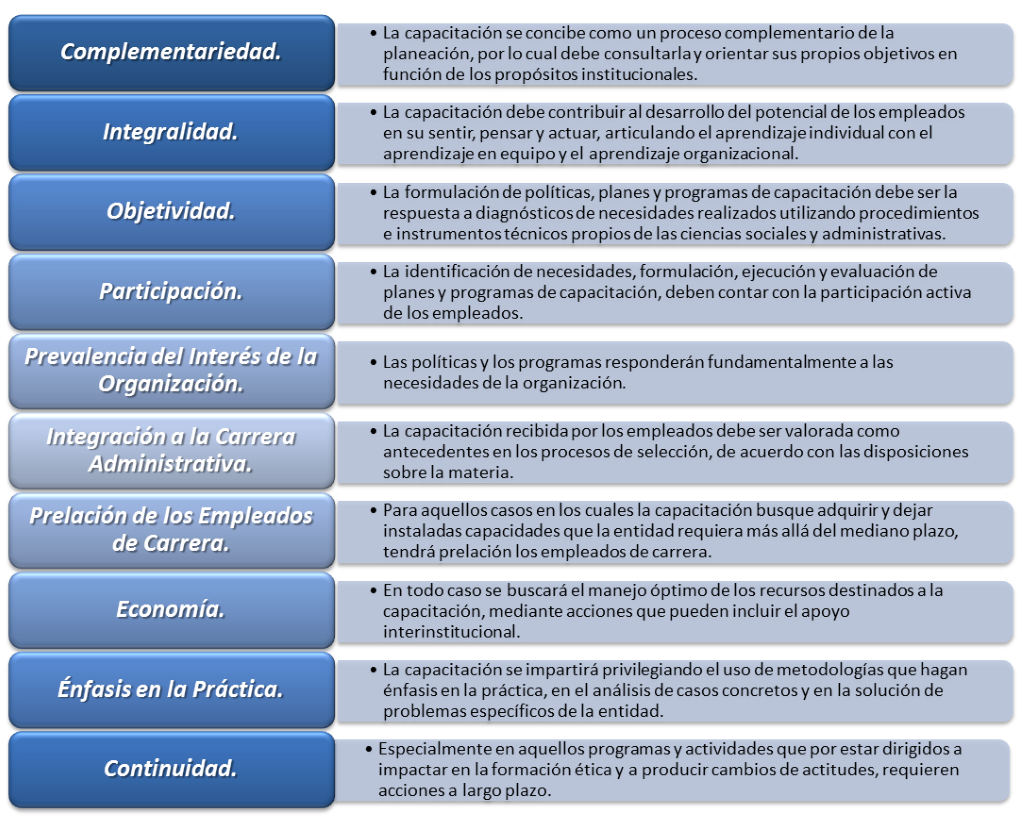 Complementariedad.
• La capacitación se concibe como un proceso complementario de la
planeación, por lo cual debe consultarla y orientar sus propios objetivos en
función de los propósitos institucionales.
Integralidad.
• La capacitación debe contribuir al desarrollo del potencial de los empleados
en su sentir, pensar y actuar, articulando el aprendizaje individual con el
aprendizaje en equipo y el aprendizaje organizacional.
Objetividad.
• La formulación de políticas, planes y programas de capacitación debe ser la
respuesta a diagnósticos de necesidades realizados utilizando procedimientos
e instrumentos técnicos propios de las ciencias sociales y administrativas.
Participación.
• La identificación de necesidades, formulación, ejecución y evaluación de
planes y programas de capacitación, deben contar con la participación activa
de los empleados.
Prevalencia del Interés de la
Organización.
• Las políticas y los programas responderán fundamentalmente a las
necesidades de la organización.
Integración a la Carrera
Administrativa.
• La capacitación recibida por los empleados debe ser valorada como
antecedentes en los procesos de selección, de acuerdo con las disposiciones
sobre la materia.
Prelación de los Empleados
de Carrera.
• Para aquellos casos en los cuales la capacitación busque adquirir y dejar
instaladas capacidades que la entidad requiera más allá del mediano plazo,
tendrá prelación los empleados de carrera.
Economía.
• En todo caso se buscará el manejo óptimo de los recursos destinados a la
capacitación, mediante acciones que pueden incluir el apoyo
interinstitucional.
Énfasis en la Práctica.
• La capacitación se impartirá privilegiando el uso de metodologías que hagan
énfasis en la práctica, en el análisis de casos concretos y en la solución de
problemas específicos de la entidad.
Continuidad.
• Especialmente en aquellos programas y actividades que por estar dirigidos a
impactar en la formación ética y a producir cambios de actitudes, requieren
acciones a largo plazo.